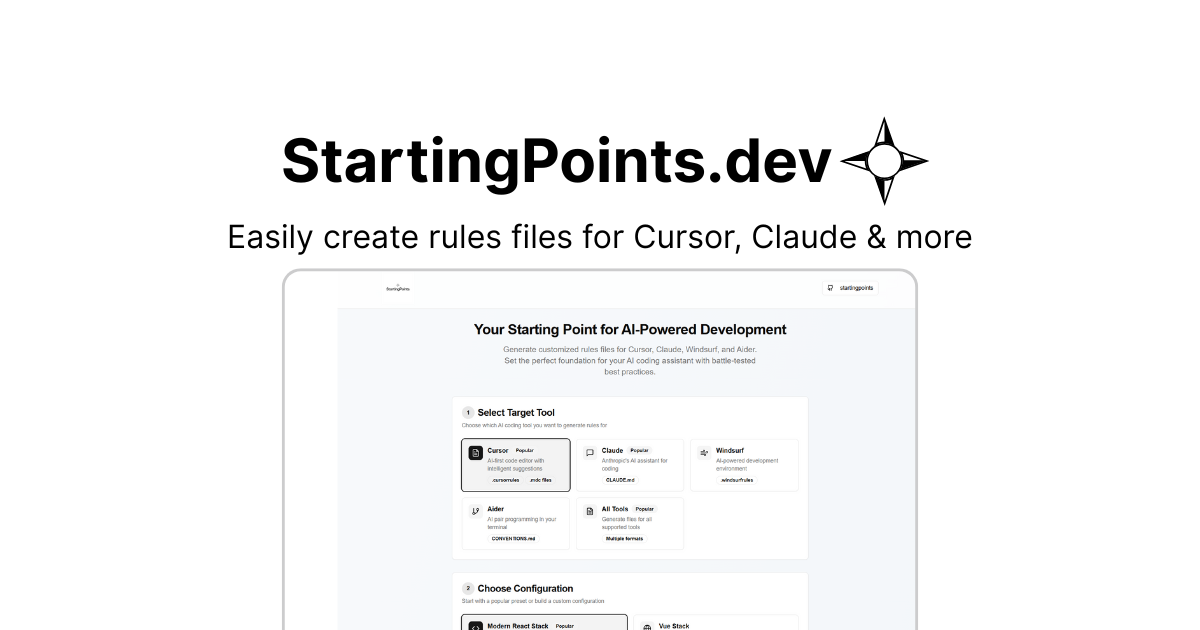 StartingPoints.dev
Easily create rules files for Cursor, Claude & more
StartingPoints
startingpoints
Your Starting Point for AI-Powered Development
Generate customized rules files for Cursor, Claude, Windsurf, and Aider.
Set the perfect foundation for your AI coding assistant with battle-tested
best practices.
1 Select Target Tool
Choose which AI coding tool you want to generate rules for
Cursor Popular
AI-first code editor with
intelligent suggestions
.cursorrules .mdc files
Claude Popular
Anthropic's AI assistant for
coding
CLAUDE.md
Windsurf
AI-powered development
environment
.windsurfrules
Aider
AI pair programming in your
terminal
CONVENTIONS.md
All Tools Popular
Generate files for all
supported tools
Multiple formats
2 Choose Configuration
Start with a popular preset or build a custom configuration
Modern React Stack Popular
Vue Stack